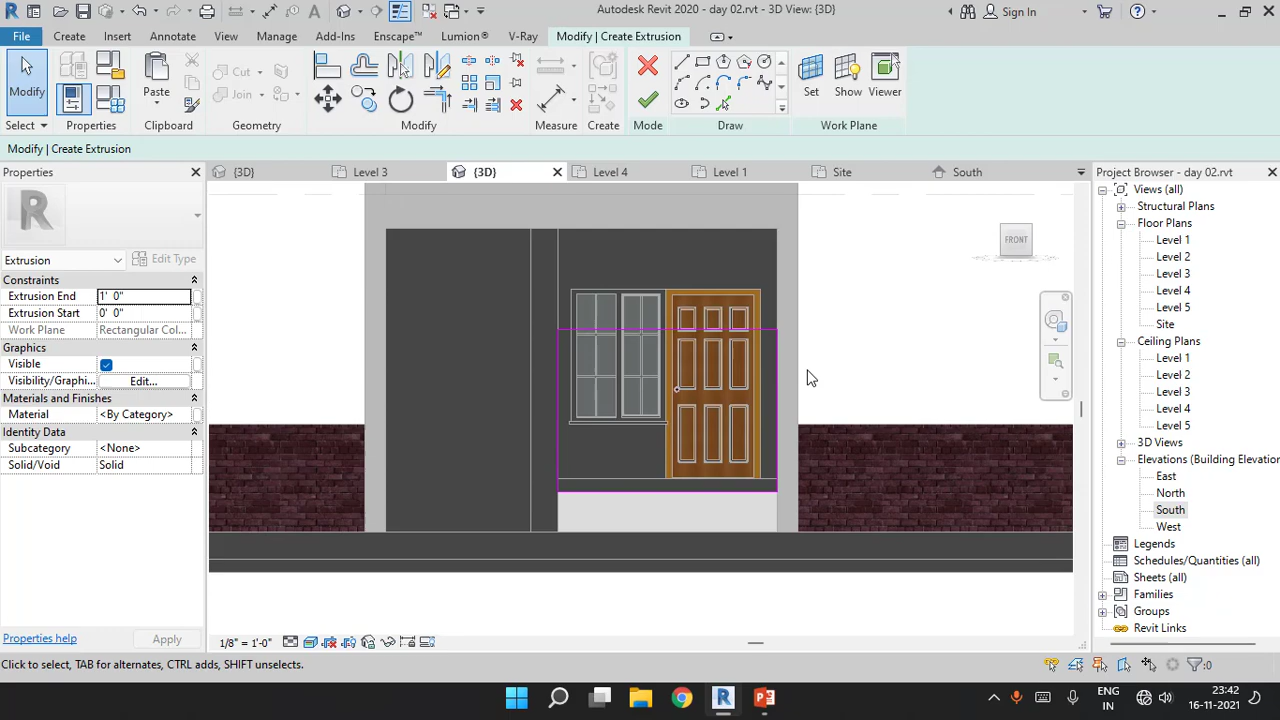 Autodesk Revit 2020 - day 02.rvt - 3D View: {3D}
Sign In
File
Create
Insert
Annotate
View
Manage
Add-Ins
Enscape™
Lumion®
V-Ray
Modify | Create Extrusion
Modify
Paste
Cut
Join
Set
Show
Viewer
Select
Properties
Clipboard
Geometry
Modify
Measure
Create
Mode
Draw
Work Plane
Modify | Create Extrusion
Properties
{3D}
Level 3
{3D}
Level 4
Level 1
Site
South
Project Browser - day 02.rvt
R
Extrusion
Edit Type
Constraints
Extrusion End
1' 0"
Extrusion Start
0' 0"
Work Plane
Rectangular Col...
Graphics
Visible
Visibility/Graphi...
Edit...
Materials and Finishes
Material
<By Category>
Identity Data
Subcategory
<None>
Solid/Void
Solid
Properties help
Apply
FRONT
Views (all)
Structural Plans
Floor Plans
Level 1
Level 2
Level 3
Level 4
Level 5
Site
Ceiling Plans
Level 1
Level 2
Level 3
Level 4
Level 5
3D Views
Elevations (Building Elevation
East
North
South
West
Legends
Schedules/Quantities (all)
Sheets (all)
Families
Groups
Revit Links
1/8" = 1'-0"
Click to select, TAB for alternates, CTRL adds, SHIFT unselects.
:0
ENG
IN
23:42
16-11-2021